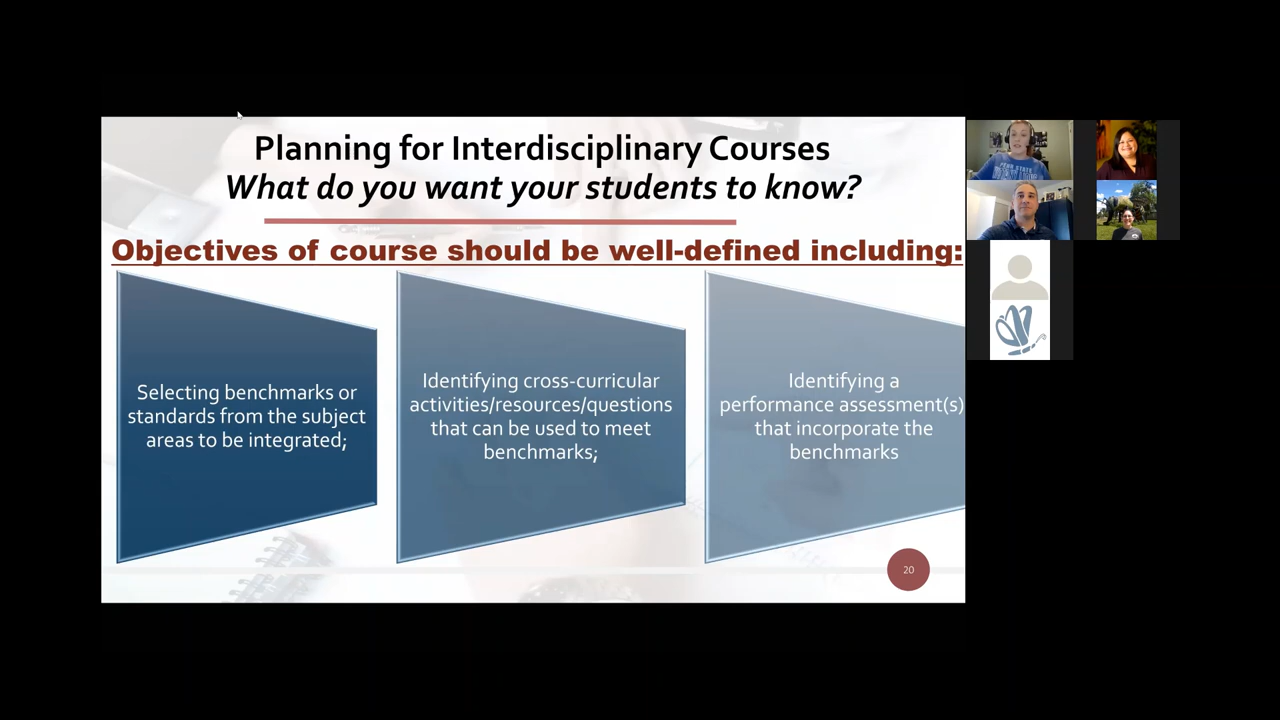 Planning for Interdisciplinary Courses
What do you want your students to know?
Objectives of course should be well-defined including:
Selecting benchmarks or
standards from the subject
areas to be integrated;
Identifying cross-curricular
activities/resources/questions
that can be used to meet
benchmarks;
Identifying a
performance assessment(s)
that incorporate the
benchmarks
20
PENN STATE